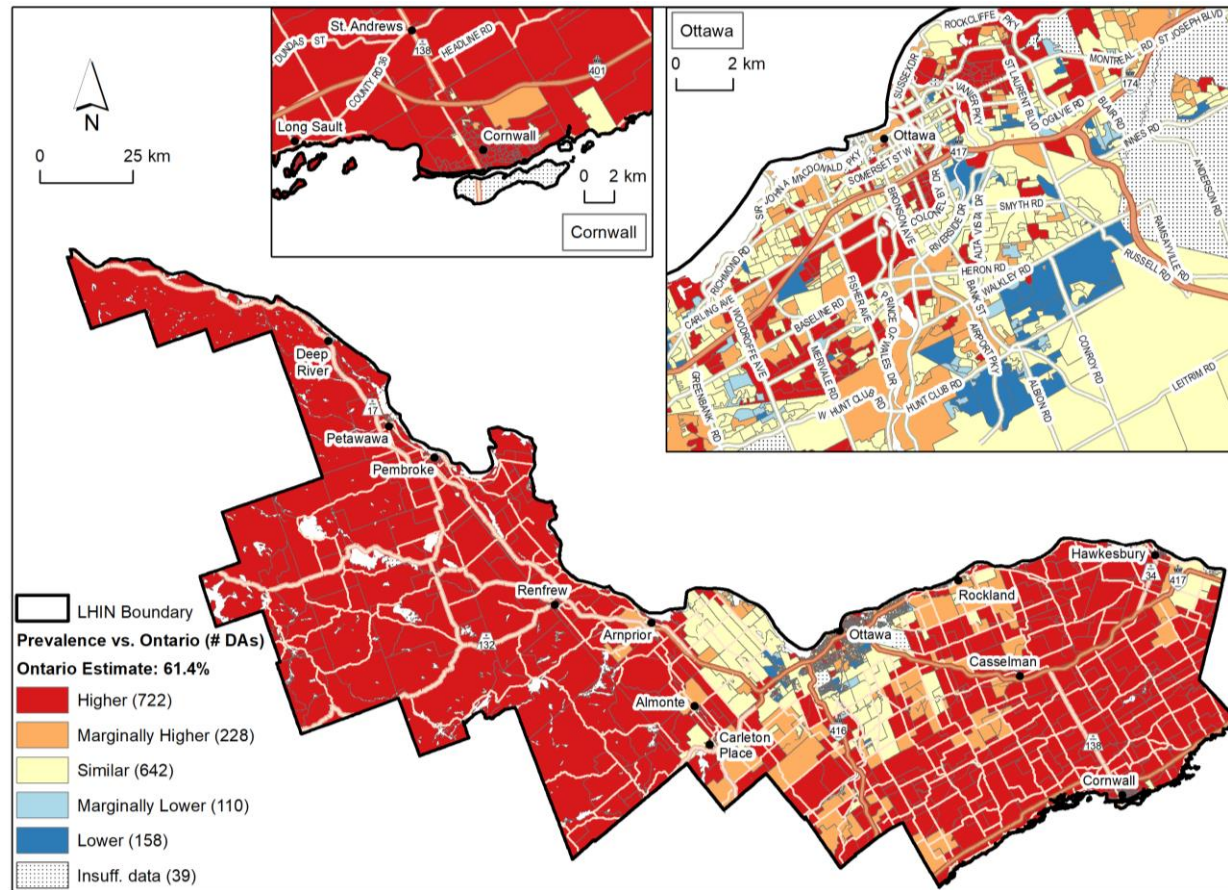 St. Andrews
DUNDAS ST
138
HEADLINE RD
COUNTY RD 36
401
Long Sault
Cornwall
0 2 km
Cornwall
N
0 25 km
Ottawa
0 2 km
ROCKCLIFFE PKY
ST JOSEPH BLVD
MONTREAL RD
SUSSEX DR
ST LAURENT BLVD
174
VANIER PKY
OGILVIE RD
BLAIR RD
INNES RD
Ottawa
417
SIR JOHN A MACDONALD PKY
SOMERSET ST W
ANDERSON RD
COLONEL BY DR
BRONSON AVE
RIVERSIDE DR
SMYTH RD
ALTA VISTA DR
RICHMOND RD
RAMSAYVILLE RD
RUSSELL RD
HERON RD
WALKLEY RD
CARLING AVE
FISHER AVE
BASELINE RD
PRINCE OF WALES DR
BANK ST
WOODROFFE AVE
AIRPORT PKY
MERIVALE RD
CONROY RD
GREENBANK RD
W HUNT CLUB RD
HUNT CLUB RD
ALBION RD
LEITRIM RD
Deep River
17
Petawawa
Pembroke
Renfrew
132
Arnprior
Almonte
Carleton Place
Ottawa
416
Rockland
Hawkesbury
34
417
Casselman
138
Cornwall
LHIN Boundary
Prevalence vs. Ontario (# DAs)
Ontario Estimate: 61.4%
Higher (722)
Marginally Higher (228)
Similar (642)
Marginally Lower (110)
Lower (158)
Insuff. data (39)